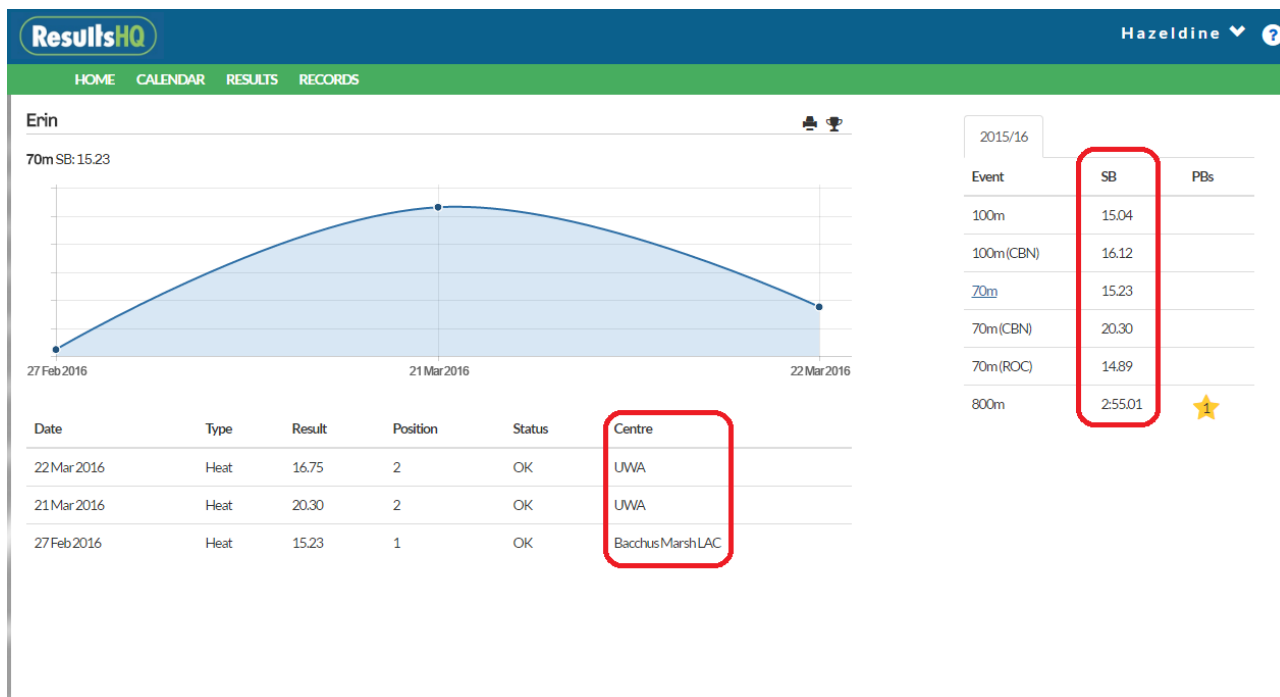 ResultsHQ
Hazeldine ?
HOME CALENDAR RESULTS RECORDS
Erin
70m SB: 15.23
27 Feb 2016 21 Mar 2016 22 Mar 2016
Date Type Result Position Status Centre
22 Mar 2016 Heat 16.75 2 OK UWA
21 Mar 2016 Heat 20.30 2 OK UWA
27 Feb 2016 Heat 15.23 1 OK Bacchus Marsh LAC
2015/16
Event SB PBs
100m 15.04
100m (CBN) 16.12
70m 15.23
70m (CBN) 20.30
70m (ROC) 14.89
800m 2:55.01 1